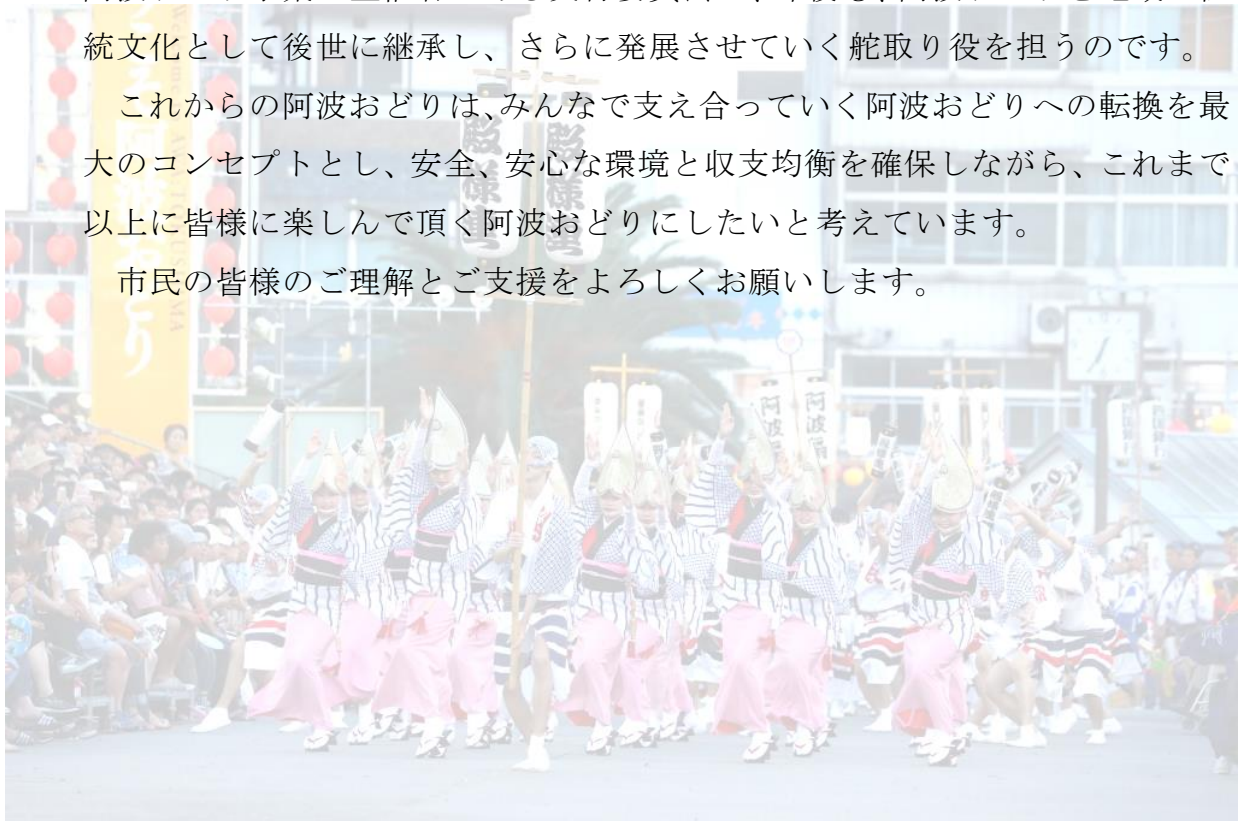 統文化として後世に継承し、さらに発展させていく舵取り役を担うのです。
これからの阿波おどりは、みんなで支え合っていく阿波おどりへの転換を最
大のコンセプトとし、安全、安心な環境と収支均衡を確保しながら、これまで
以上に皆様に楽しんで頂く阿波おどりにしたいと考えています。
市民の皆様のご理解とご支援をよろしくお願いします。